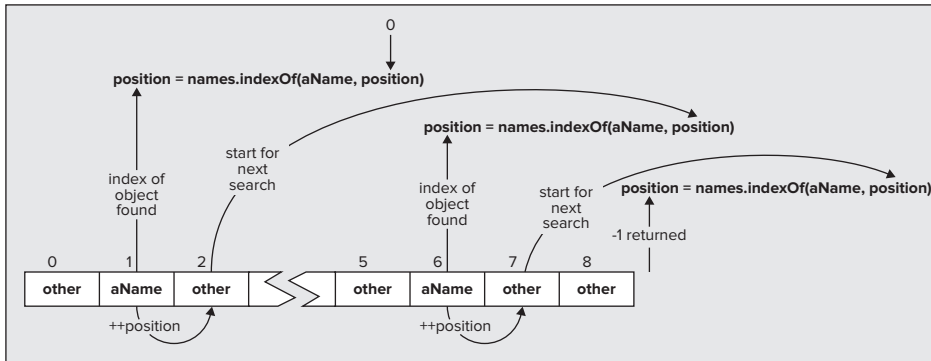 0
position = names.indexOf(aName, position)
position = names.indexOf(aName, position)
start for
next
search
index of
object
found
index of
object
found
start for
next
search
position = names.indexOf(aName, position)
-1 returned
0 1 2 5 6 7 8
other aName other other aName other other
++position ++position